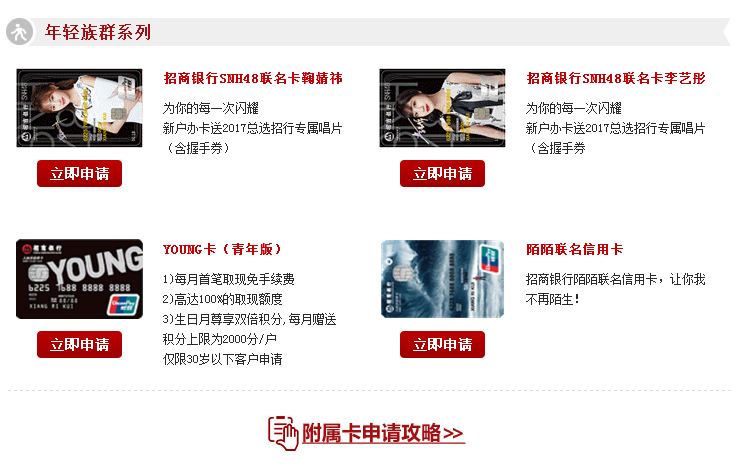 年轻族群系列
招商银行SNH48联名卡鞠婧祎
为你的每一次闪耀
新户办卡送2017总选招行专属唱片
（含握手券）
立即申请
招商银行SNH48联名卡李艺彤
为你的每一次闪耀
新户办卡送2017总选招行专属唱片
（含握手券
立即申请
招商银行
YOUNG
6225 1688 8888 8888
XIANG RI KUI
UnionPay
银联
YOUNG卡（青年版）
1)每月首笔取现免手续费
2)高达100%的取现额度
3)生日月尊享双倍积分,每月赠送
积分上限为2000分/户
仅限30岁以下客户申请
立即申请
陌陌联名信用卡
招商银行陌陌联名信用卡，让你我
不再陌生！
立即申请
附属卡申请攻略>>